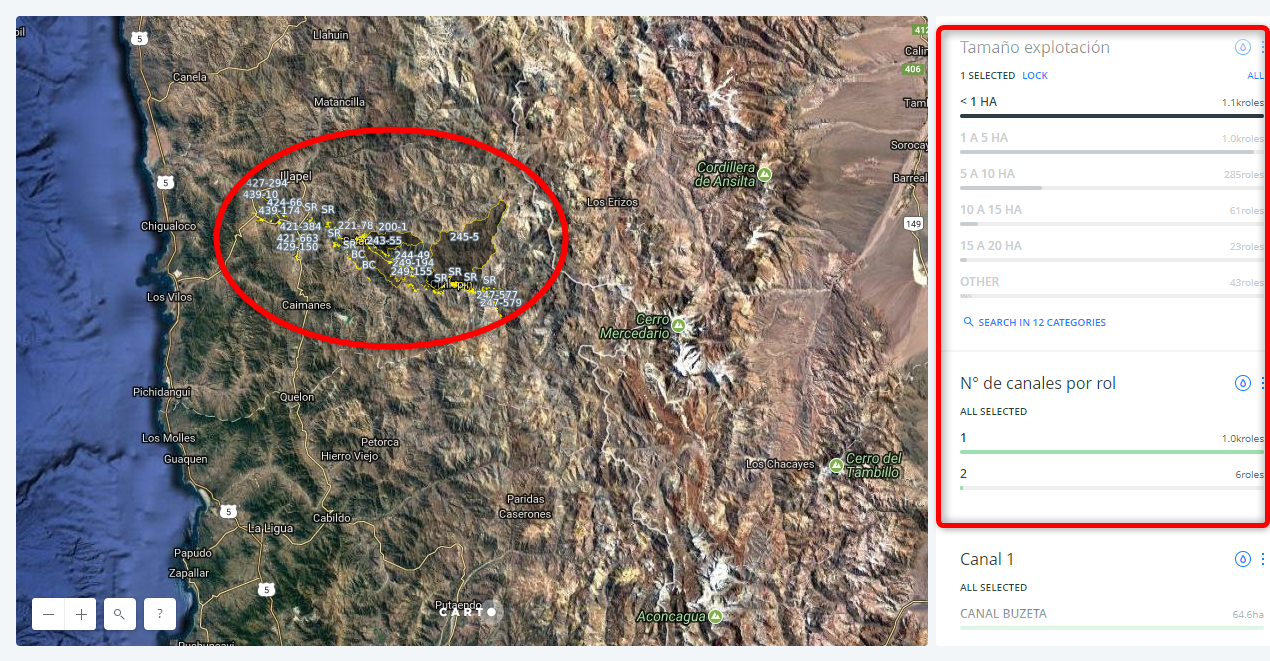 5
Llahuin
412
Calin
Canela
406
Matancilla
Tam
Sorocay
Cordillera
de Ansilta
Illapel
5
427-294
439-10
424-66
SR
SR
439-174
Los Erizos
Barreal
149
Chigualoco
421-384
221-78
200-1
SR
421-663
243-55
245-5
SR
429-150
BC
244-49
BC
249-194
249-155
SR
SR
SR
SR
247-577
247-579
Los Vilos
Caimanes
Cerro
Mercedario
Pichidangui
Quelon
Los Molles
Petorca
Guaquen
Hierro Viejo
Los Chacayes
Cerro del
Tambillo
Paridas
Caserones
5
Cabildo
La Ligua
Papudo
Zapallar
5
Putaendo
CARTO
Aconcagua
?
Tamaño explotación
1 SELECTED LOCK ALL
< 1 HA 1.1kroles
1 A 5 HA 1.0kroles
5 A 10 HA 285roles
10 A 15 HA 61roles
15 A 20 HA 23roles
OTHER 43roles
SEARCH IN 12 CATEGORIES
N° de canales por rol
ALL SELECTED
1 1.0kroles
2 6roles
Canal 1
ALL SELECTED
CANAL BUZETA 64.6ha